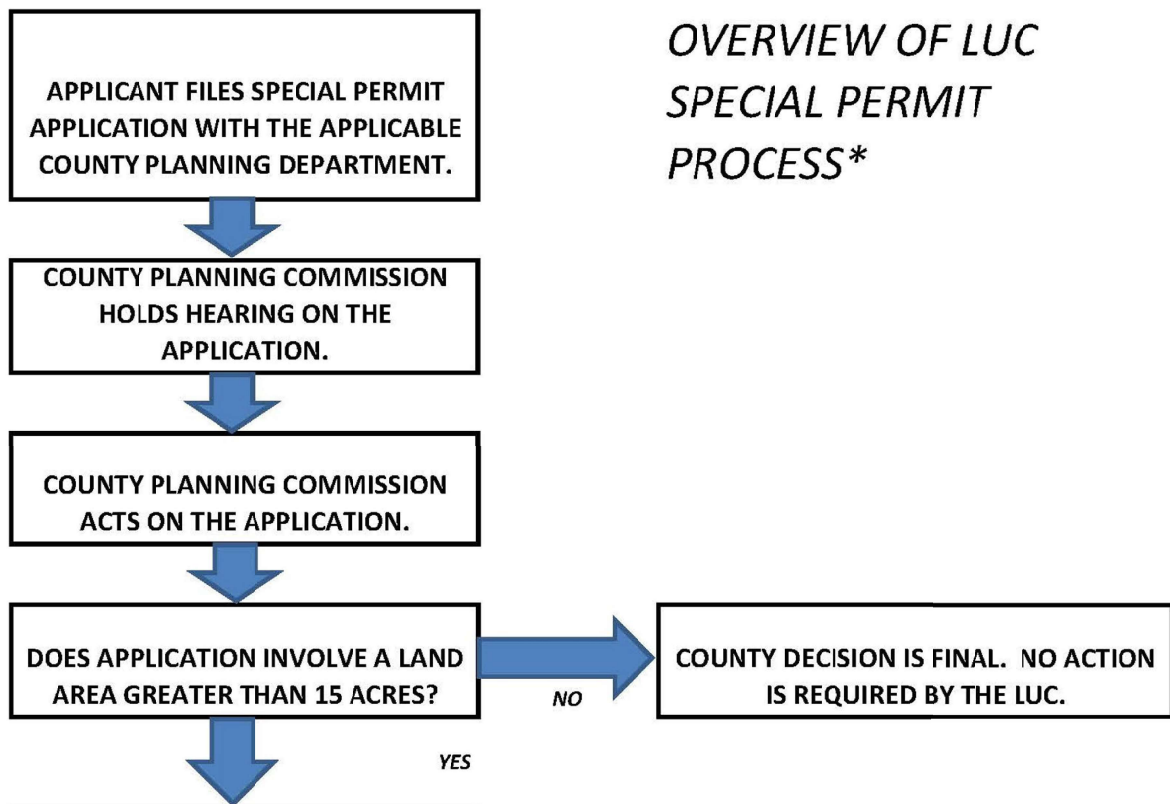 OVERVIEW OF LUC
SPECIAL PERMIT
PROCESS*
APPLICANT FILES SPECIAL PERMIT
APPLICATION WITH THE APPLICABLE
COUNTY PLANNING DEPARTMENT.
COUNTY PLANNING COMMISSION
HOLDS HEARING ON THE
APPLICATION.
COUNTY PLANNING COMMISSION
ACTS ON THE APPLICATION.
DOES APPLICATION INVOLVE A LAND
AREA GREATER THAN 15 ACRES?
NO
COUNTY DECISION IS FINAL. NO ACTION
IS REQUIRED BY THE LUC.
YES